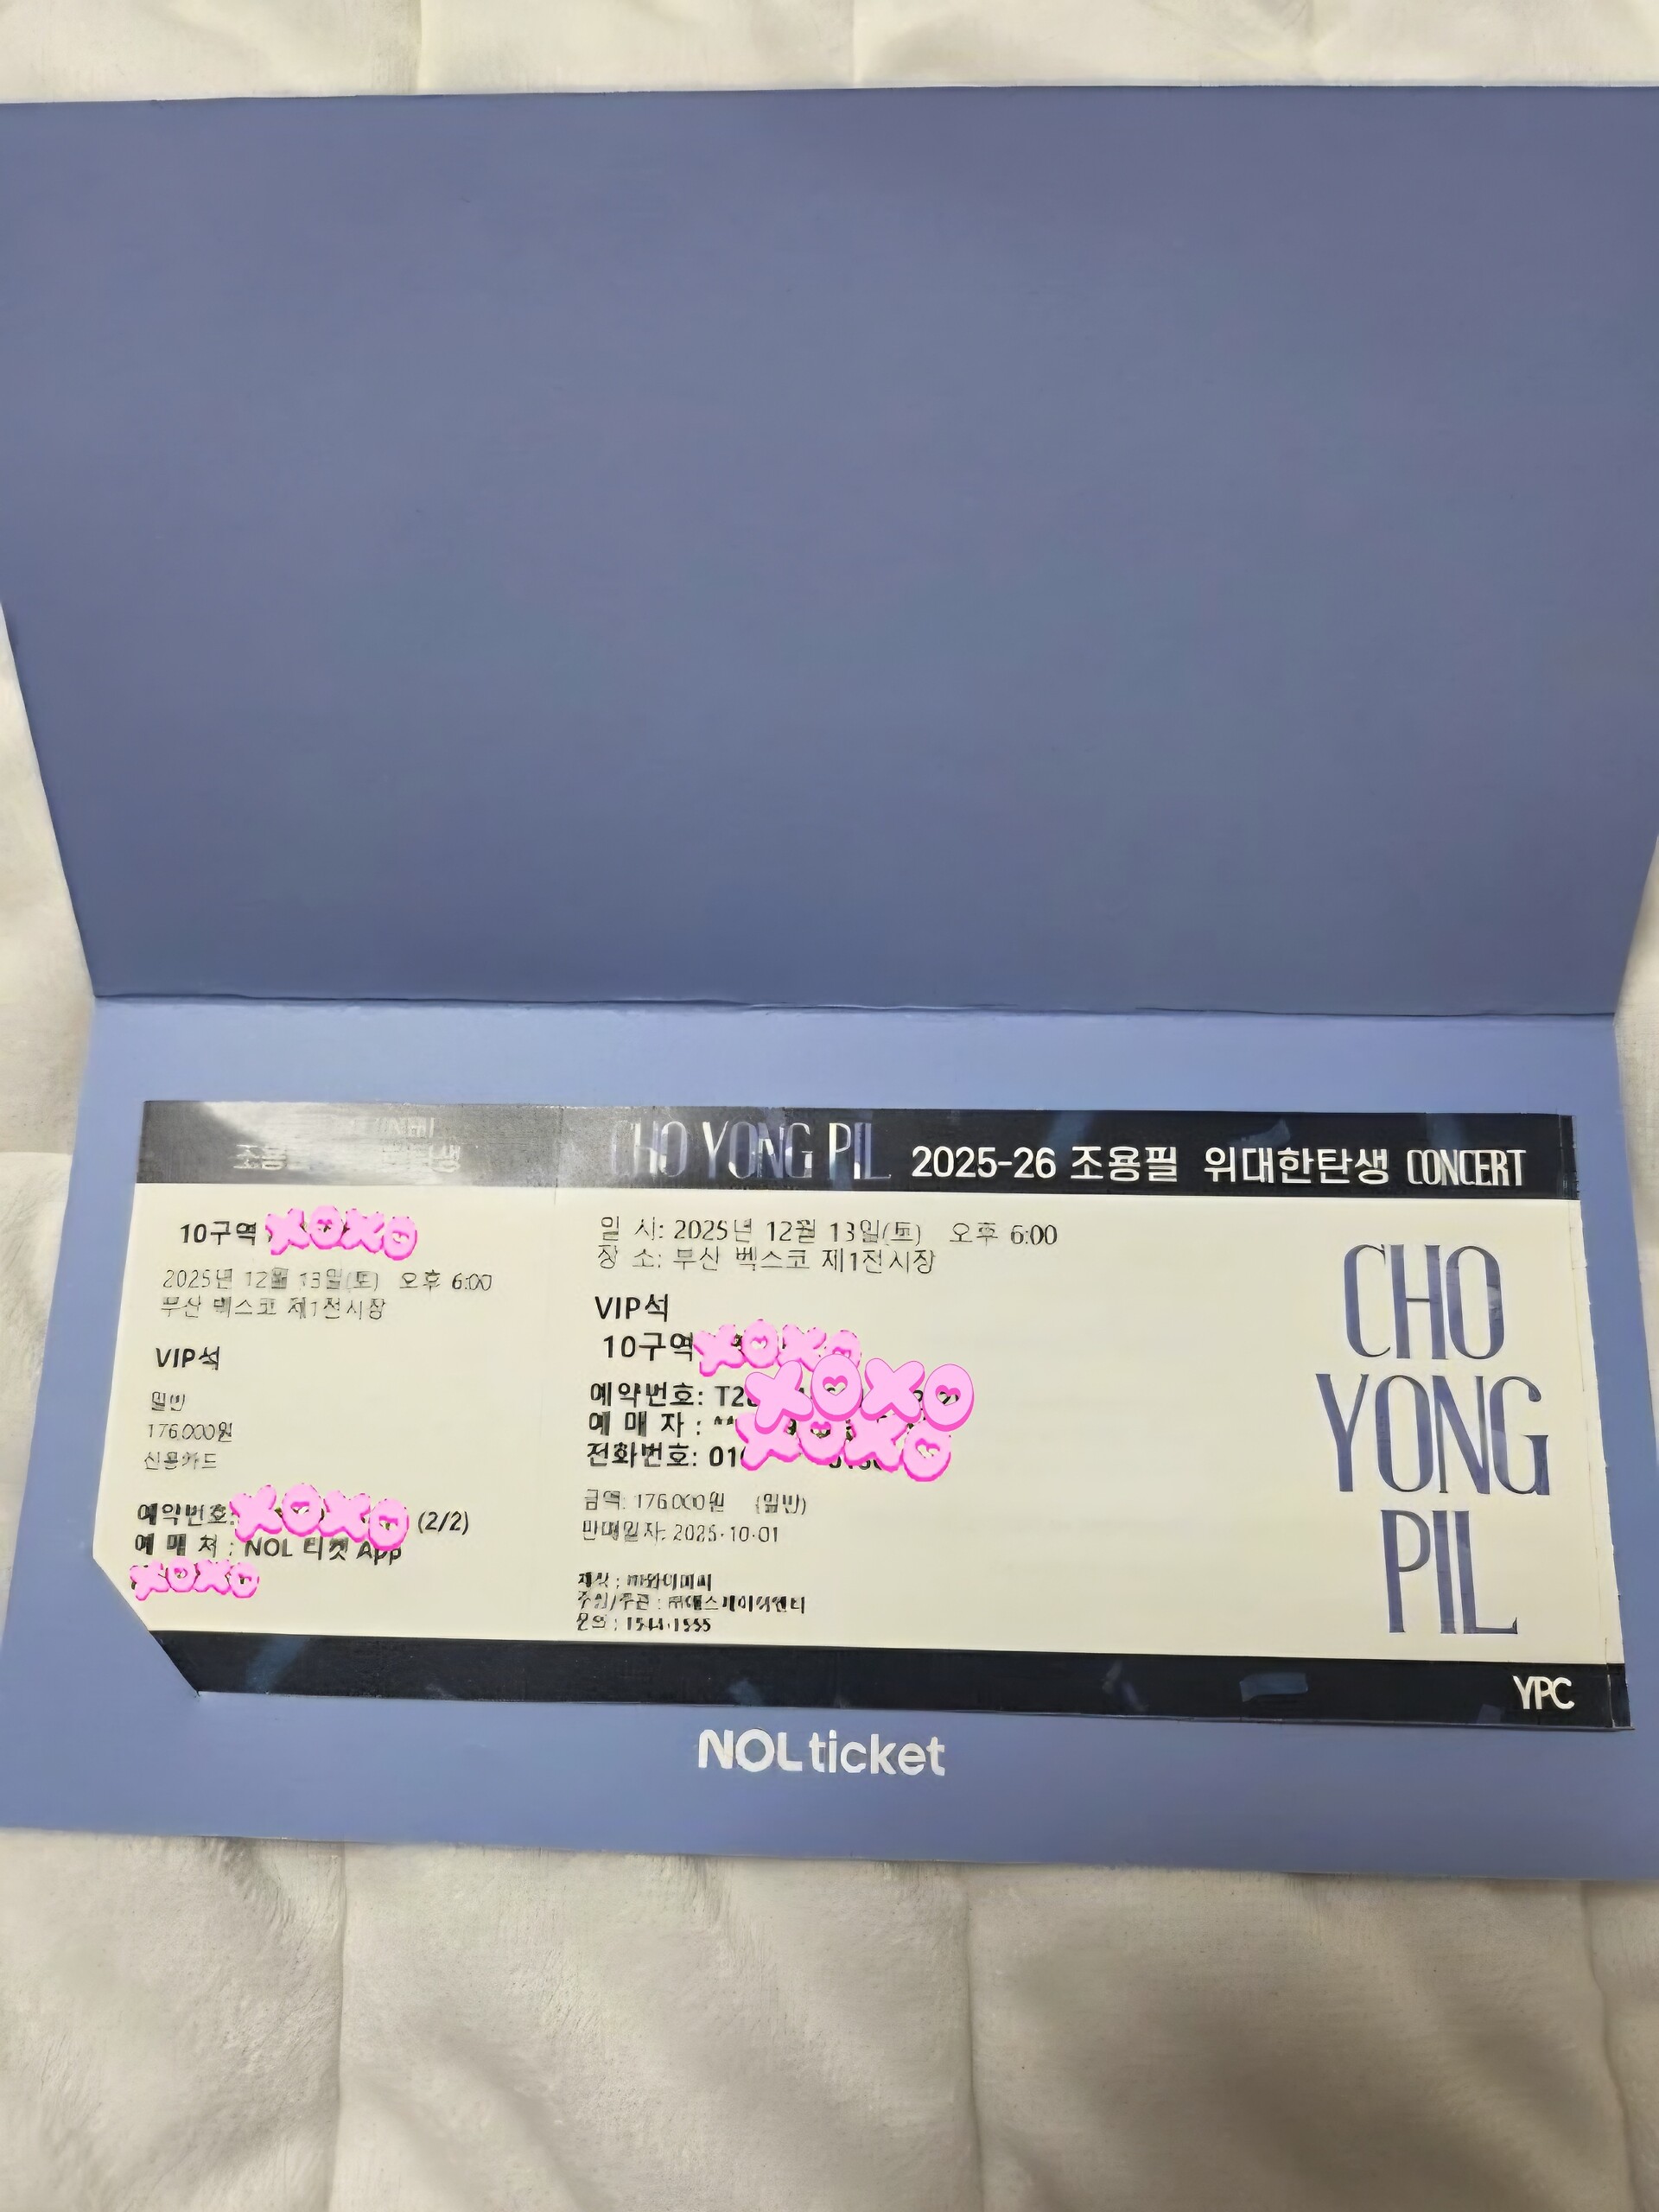 CHO YONG PIL 2025-26 조용필 위대한탄생 CONCERT
10구역
2025년 12월 13일(토) 오후 6:00
부산 벡스코 제1전시장
VIP석
일반
176,000원
신용카드
예약번호: (2/2)
예 매 처 : NOL 티켓 App
일 시: 2025년 12월 13일(토) 오후 6:00
장 소: 부산 벡스코 제1전시장
VIP석
10구역
예약번호:
예 매 자 :
전화번호:
금액: 176,000원 (일반)
판매일자: 2025-10-01
주최/주관 :
문의 : 1544-1555
CHO
YONG
PIL
YPC
NOL ticket